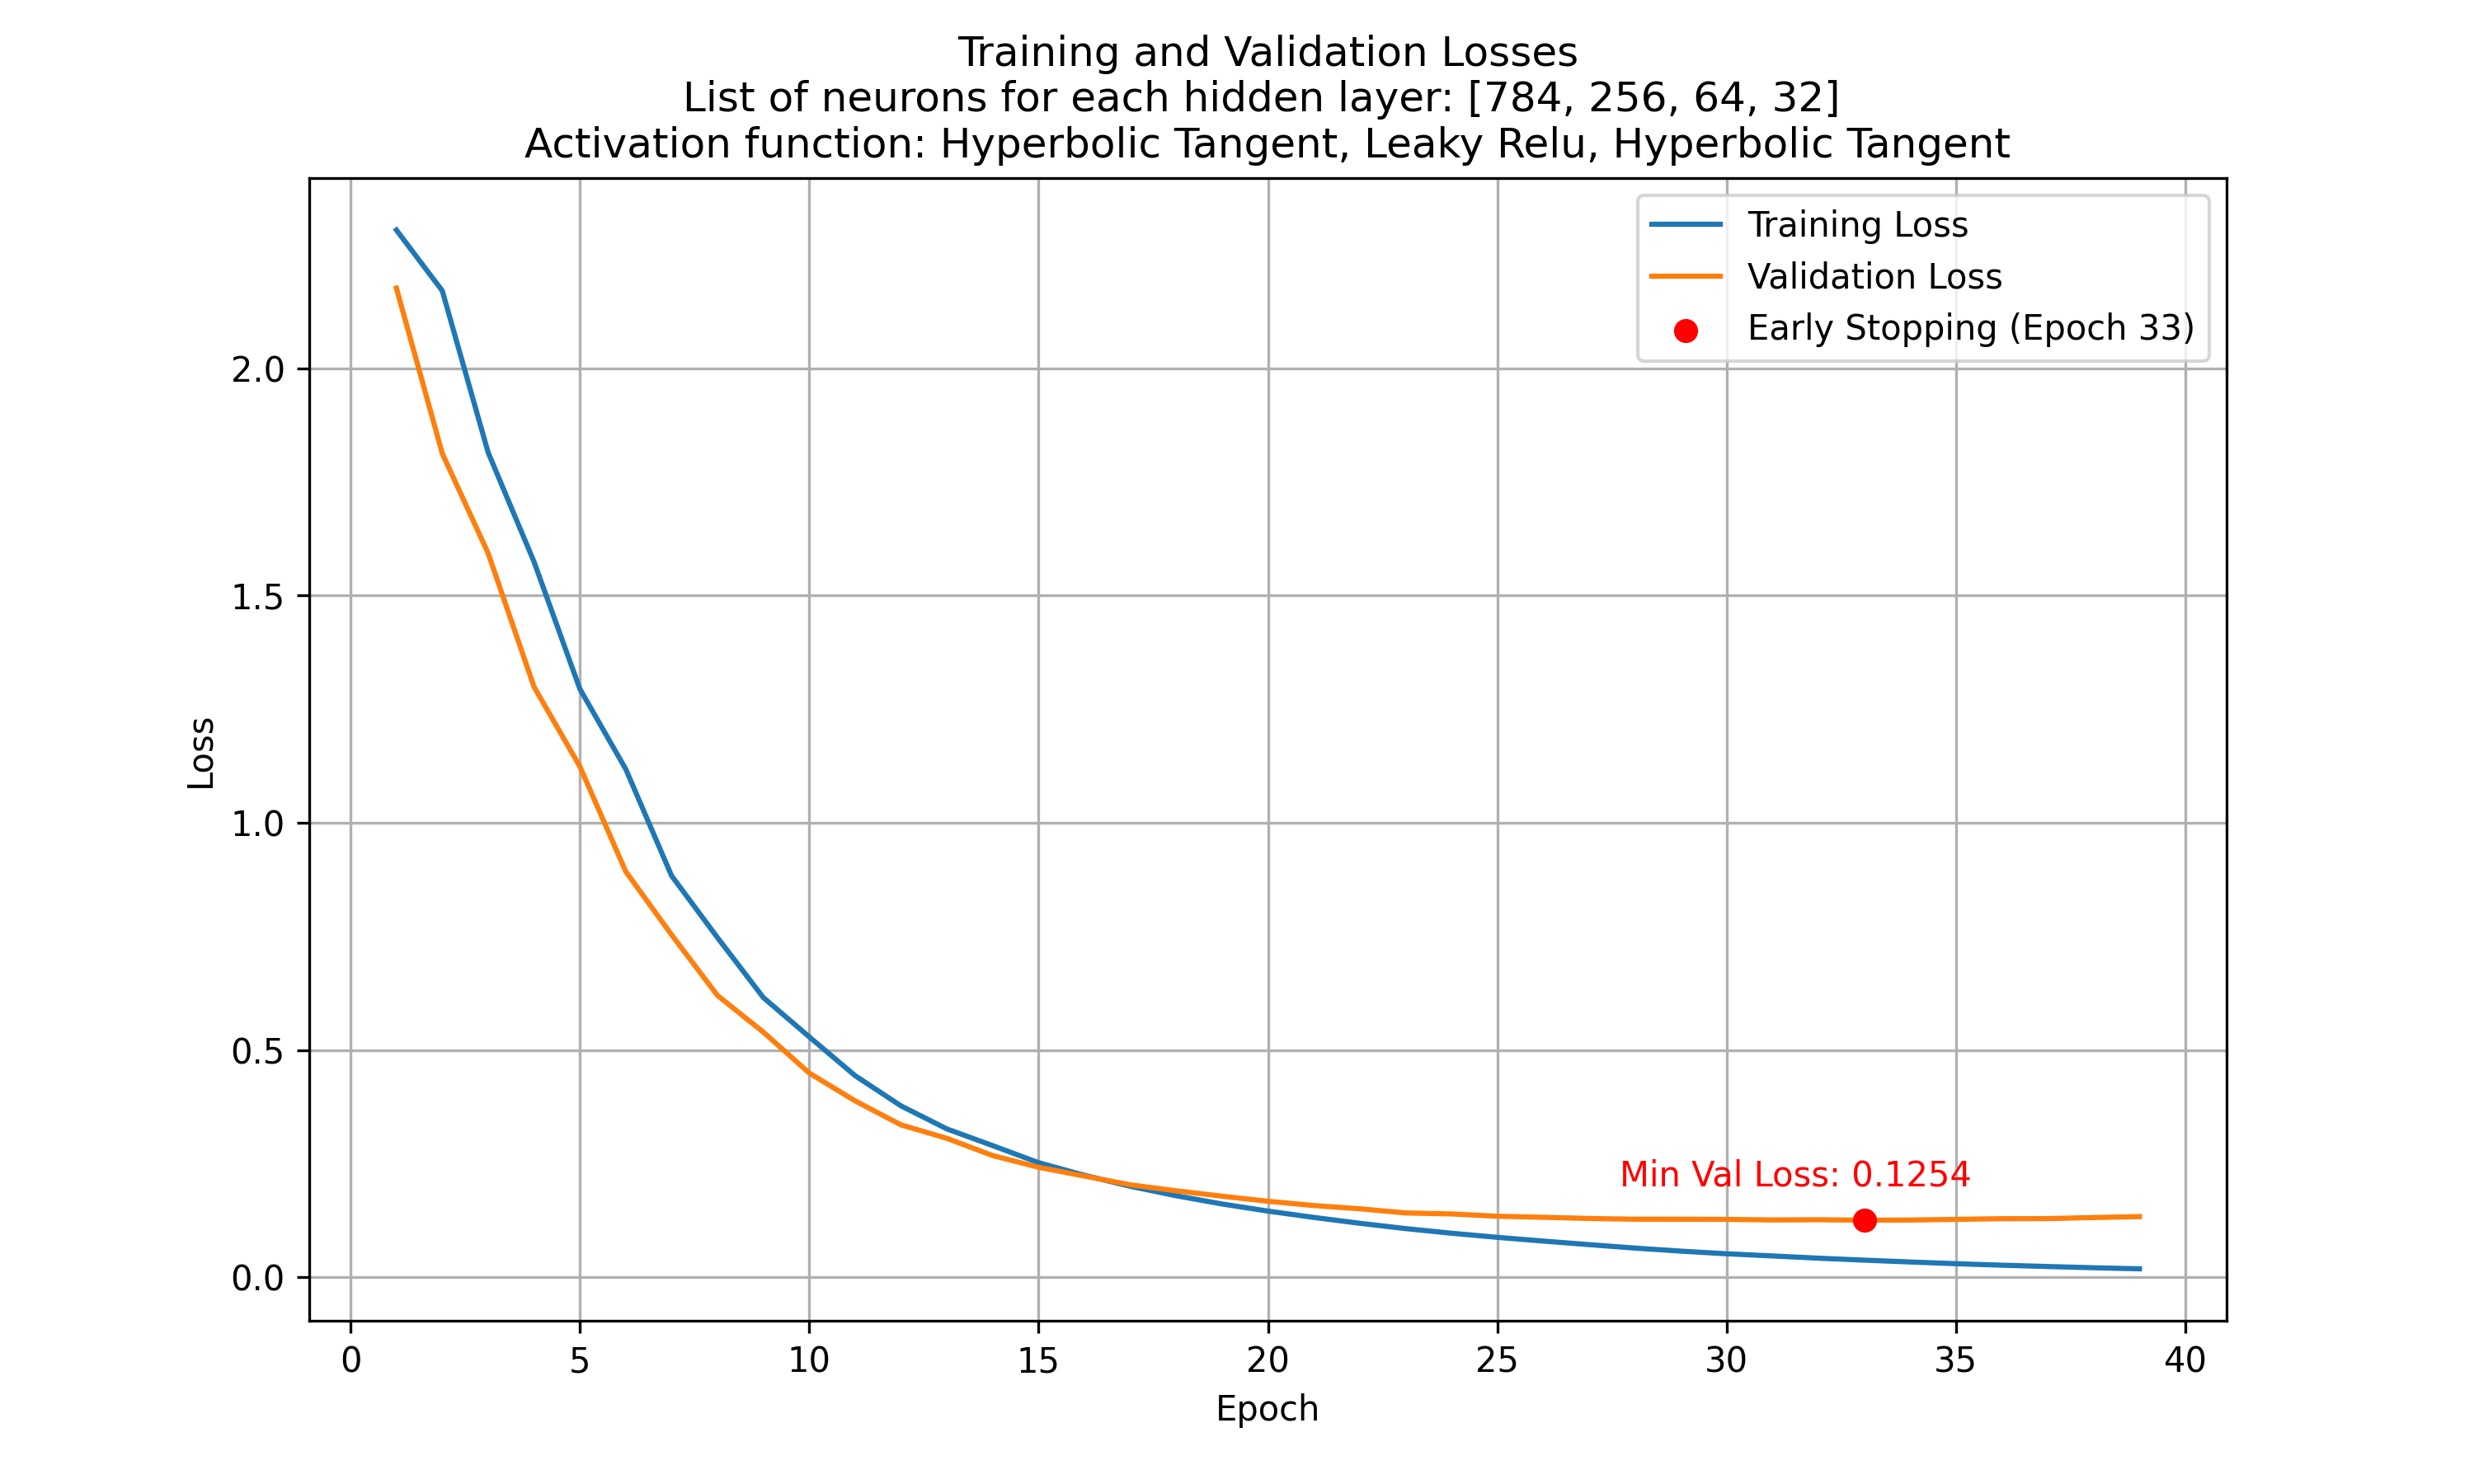 Training and Validation Losses
List of neurons for each hidden layer: [784, 256, 64, 32]
Activation function: Hyperbolic Tangent, Leaky Relu, Hyperbolic Tangent
Training Loss
Validation Loss
Early Stopping (Epoch 33)
2.0
1.5
1.0
0.5
0.0
Loss
Min Val Loss: 0.1254
0 5 10 15 20 25 30 35 40
Epoch